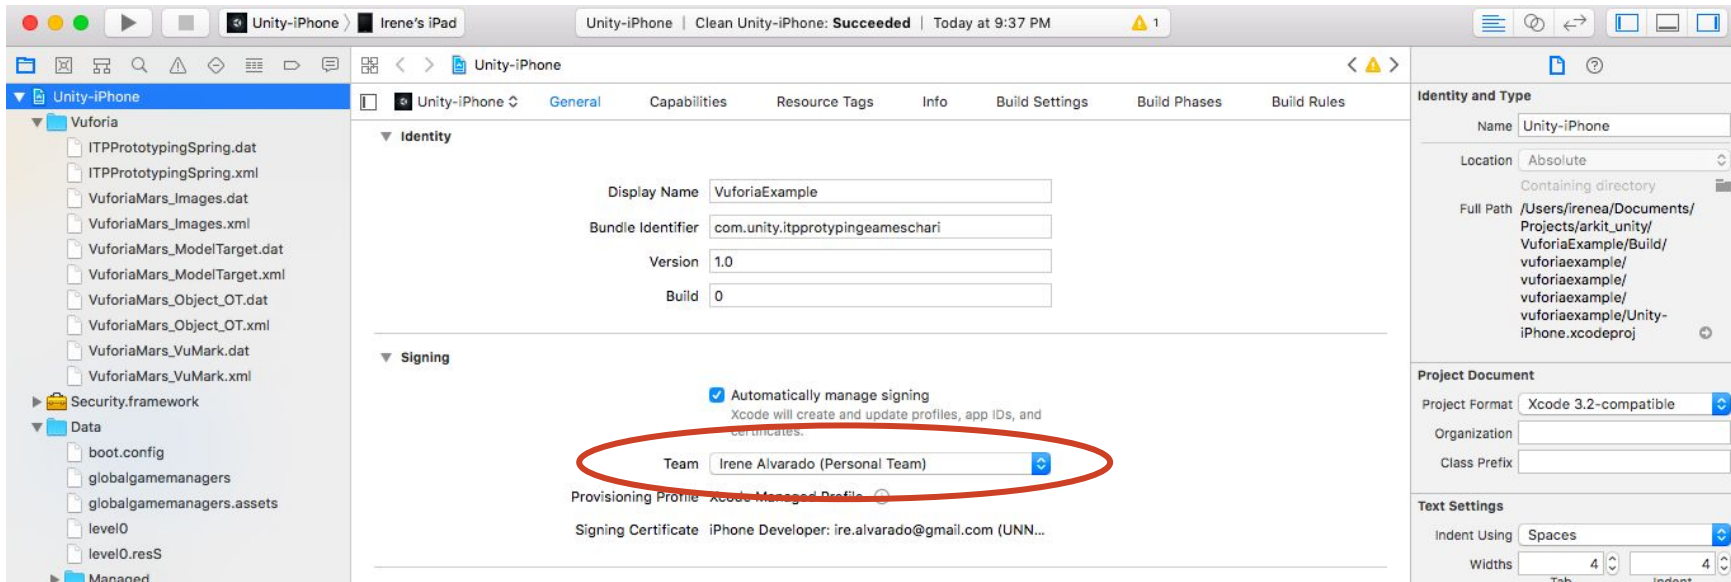 Unity-iPhone 〉 Irene's iPad
Unity-iPhone | Clean Unity-iPhone: Succeeded | Today at 9:37 PM
1
Unity-iPhone
Vuforia
ITPPrototypingSpring.dat
ITPPrototypingSpring.xml
VuforiaMars_Images.dat
VuforiaMars_Images.xml
VuforiaMars_ModelTarget.dat
VuforiaMars_ModelTarget.xml
VuforiaMars_Object_OT.dat
VuforiaMars_Object_OT.xml
VuforiaMars_VuMark.dat
VuforiaMars_VuMark.xml
Security.framework
Data
boot.config
globalgamemanagers
globalgamemanagers.assets
level0
level0.resS
Managed
Unity-iPhone
Unity-iPhone General Capabilities Resource Tags Info Build Settings Build Phases Build Rules
Identity
Display Name VuforiaExample
Bundle Identifier com.unity.itpprotypingeameschari
Version 1.0
Build 0
Signing
Automatically manage signing
Xcode will create and update profiles, app IDs, and
certificates.
Team Irene Alvarado (Personal Team)
Provisioning Profile Xcode Managed Profile
Signing Certificate iPhone Developer: ire.alvarado@gmail.com (UNN...
Identity and Type
Name Unity-iPhone
Location Absolute
Containing directory
Full Path /Users/irenea/Documents/
Projects/arkit_unity/
VuforiaExample/Build/
vuforiaexample/
vuforiaexample/
vuforiaexample/
vuforiaexample/Unity-
iPhone.xcodeproj
Project Document
Project Format Xcode 3.2-compatible
Organization
Class Prefix
Text Settings
Indent Using Spaces
Widths 4 4
Tab Indent